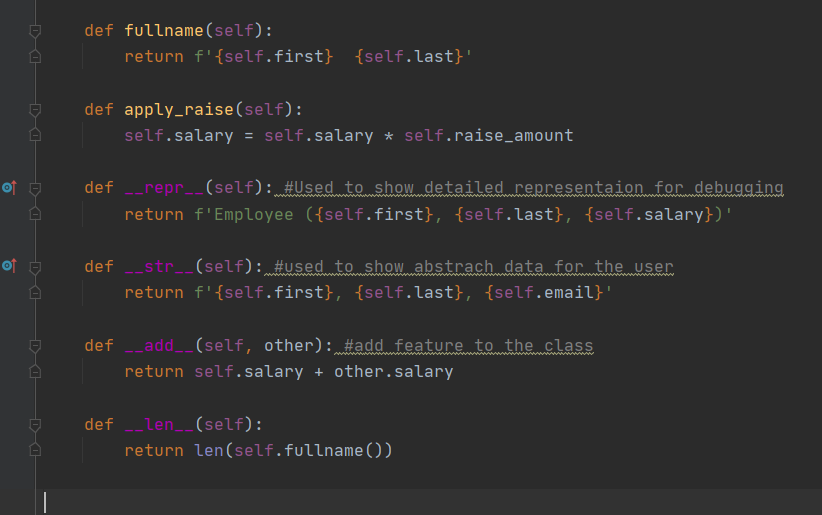 def fullname(self):
return f'{self.first}  {self.last}'
def apply_raise(self):
self.salary = self.salary * self.raise_amount
def __repr__(self): #Used to show detailed representaion for debugging
return f'Employee ({self.first}, {self.last}, {self.salary})'
def __str__(self): #used to show abstrach data for the user
return f'{self.first}, {self.last}, {self.email}'
def __add__(self, other): #add feature to the class
return self.salary + other.salary
def __len__(self):
return len(self.fullname())